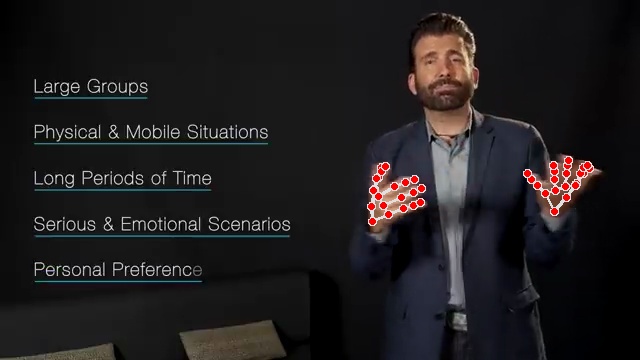 Large Groups
Physical & Mobile Situations
Long Periods of Time
Serious & Emotional Scenarios
Personal Preference